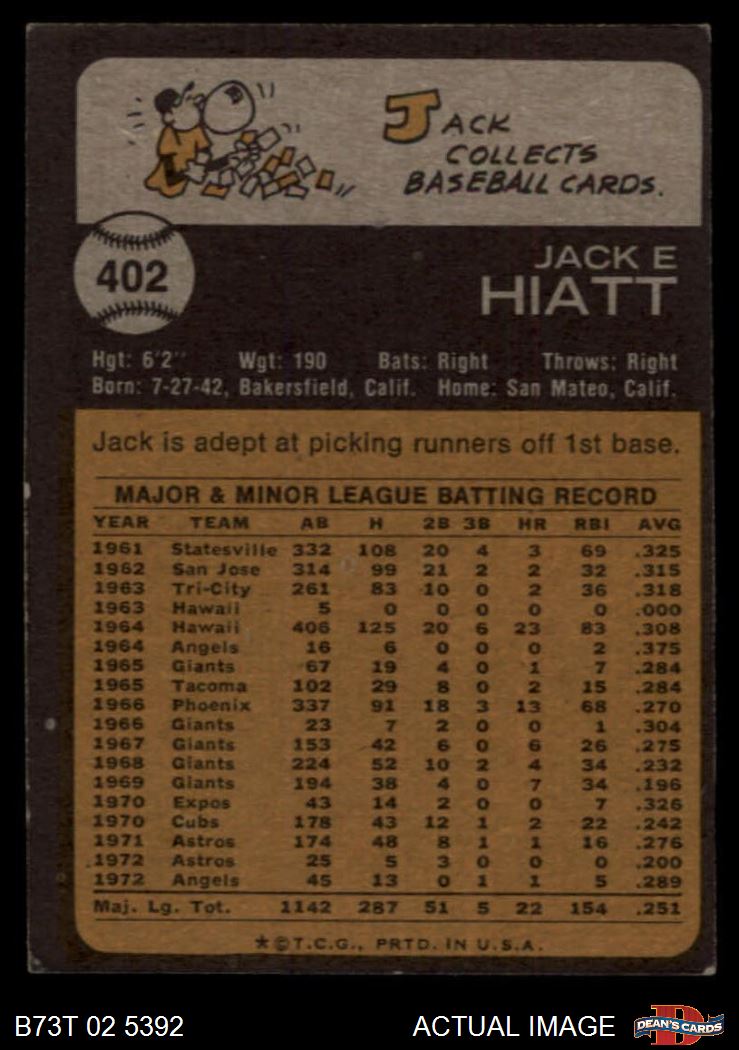 JACK
COLLECTS
BASEBALL CARDS.
402
JACK E
HIATT
Hgt: 6'2" Wgt: 190 Bats: Right Throws: Right
Born: 7-27-42, Bakersfield, Calif. Home: San Mateo, Calif.
Jack is adept at picking runners off 1st base.
MAJOR & MINOR LEAGUE BATTING RECORD
YEAR TEAM AB H 2B 3B HR RBI AVG
1961 Statesville 332 108 20 4 3 69 .325
1962 San Jose 314 99 21 2 2 32 .315
1963 Tri-City 261 83 10 0 2 36 .318
1963 Hawaii 5 0 0 0 0 0 .000
1964 Hawaii 406 125 20 6 23 83 .308
1964 Angels 16 6 0 0 0 2 .375
1965 Giants 67 19 4 0 1 7 .284
1965 Tacoma 102 29 8 0 2 15 .284
1966 Phoenix 337 91 18 3 13 68 .270
1966 Giants 23 7 2 0 0 1 .304
1967 Giants 153 42 6 0 6 26 .275
1968 Giants 224 52 10 2 4 34 .232
1969 Giants 194 38 4 0 7 34 .196
1970 Expos 43 14 2 0 0 7 .326
1970 Cubs 178 43 12 1 2 22 .242
1971 Astros 174 48 8 1 1 16 .276
1972 Astros 25 5 3 0 0 0 .200
1972 Angels 45 13 0 1 1 5 .289
Maj. Lg. Tot. 1142 287 51 5 22 154 .251
★©T.C.G., PRTD. IN U.S.A.
B73T 02 5392 ACTUAL IMAGE D DEAN'S CARDS